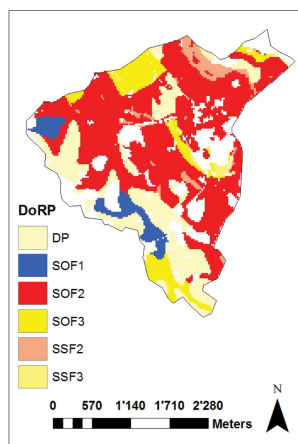 DoRP
DP
SOF1
SOF2
SOF3
SSF2
SSF3
N
0 570 1'140 1'710 2'280
Meters